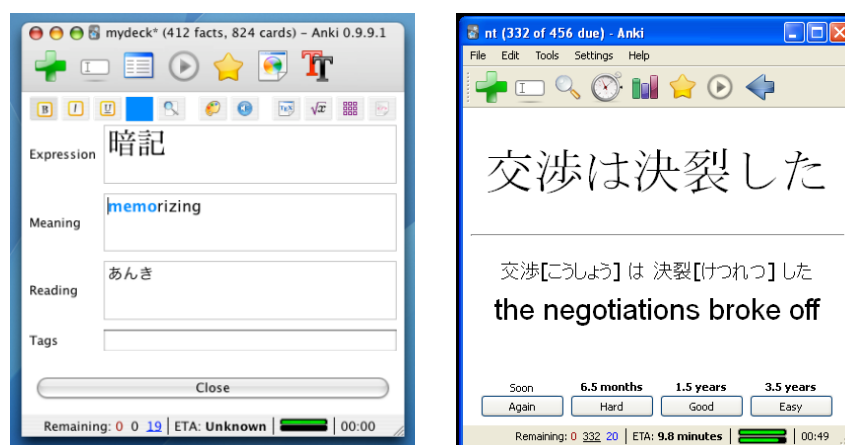 mydeck* (412 facts, 824 cards) – Anki 0.9.9.1
Expression
暗記
Meaning
memorizing
Reading
あんき
Tags
Close
Remaining: 0 0 19 | ETA: Unknown | 00:00
nt (332 of 456 due) - Anki
File Edit Tools Settings Help
交渉は決裂した
交渉[こうしょう] は 決裂[けつれつ] した
the negotiations broke off
Soon 6.5 months 1.5 years 3.5 years
Again Hard Good Easy
Remaining: 0 332 20 | ETA: 9.8 minutes | 00:49